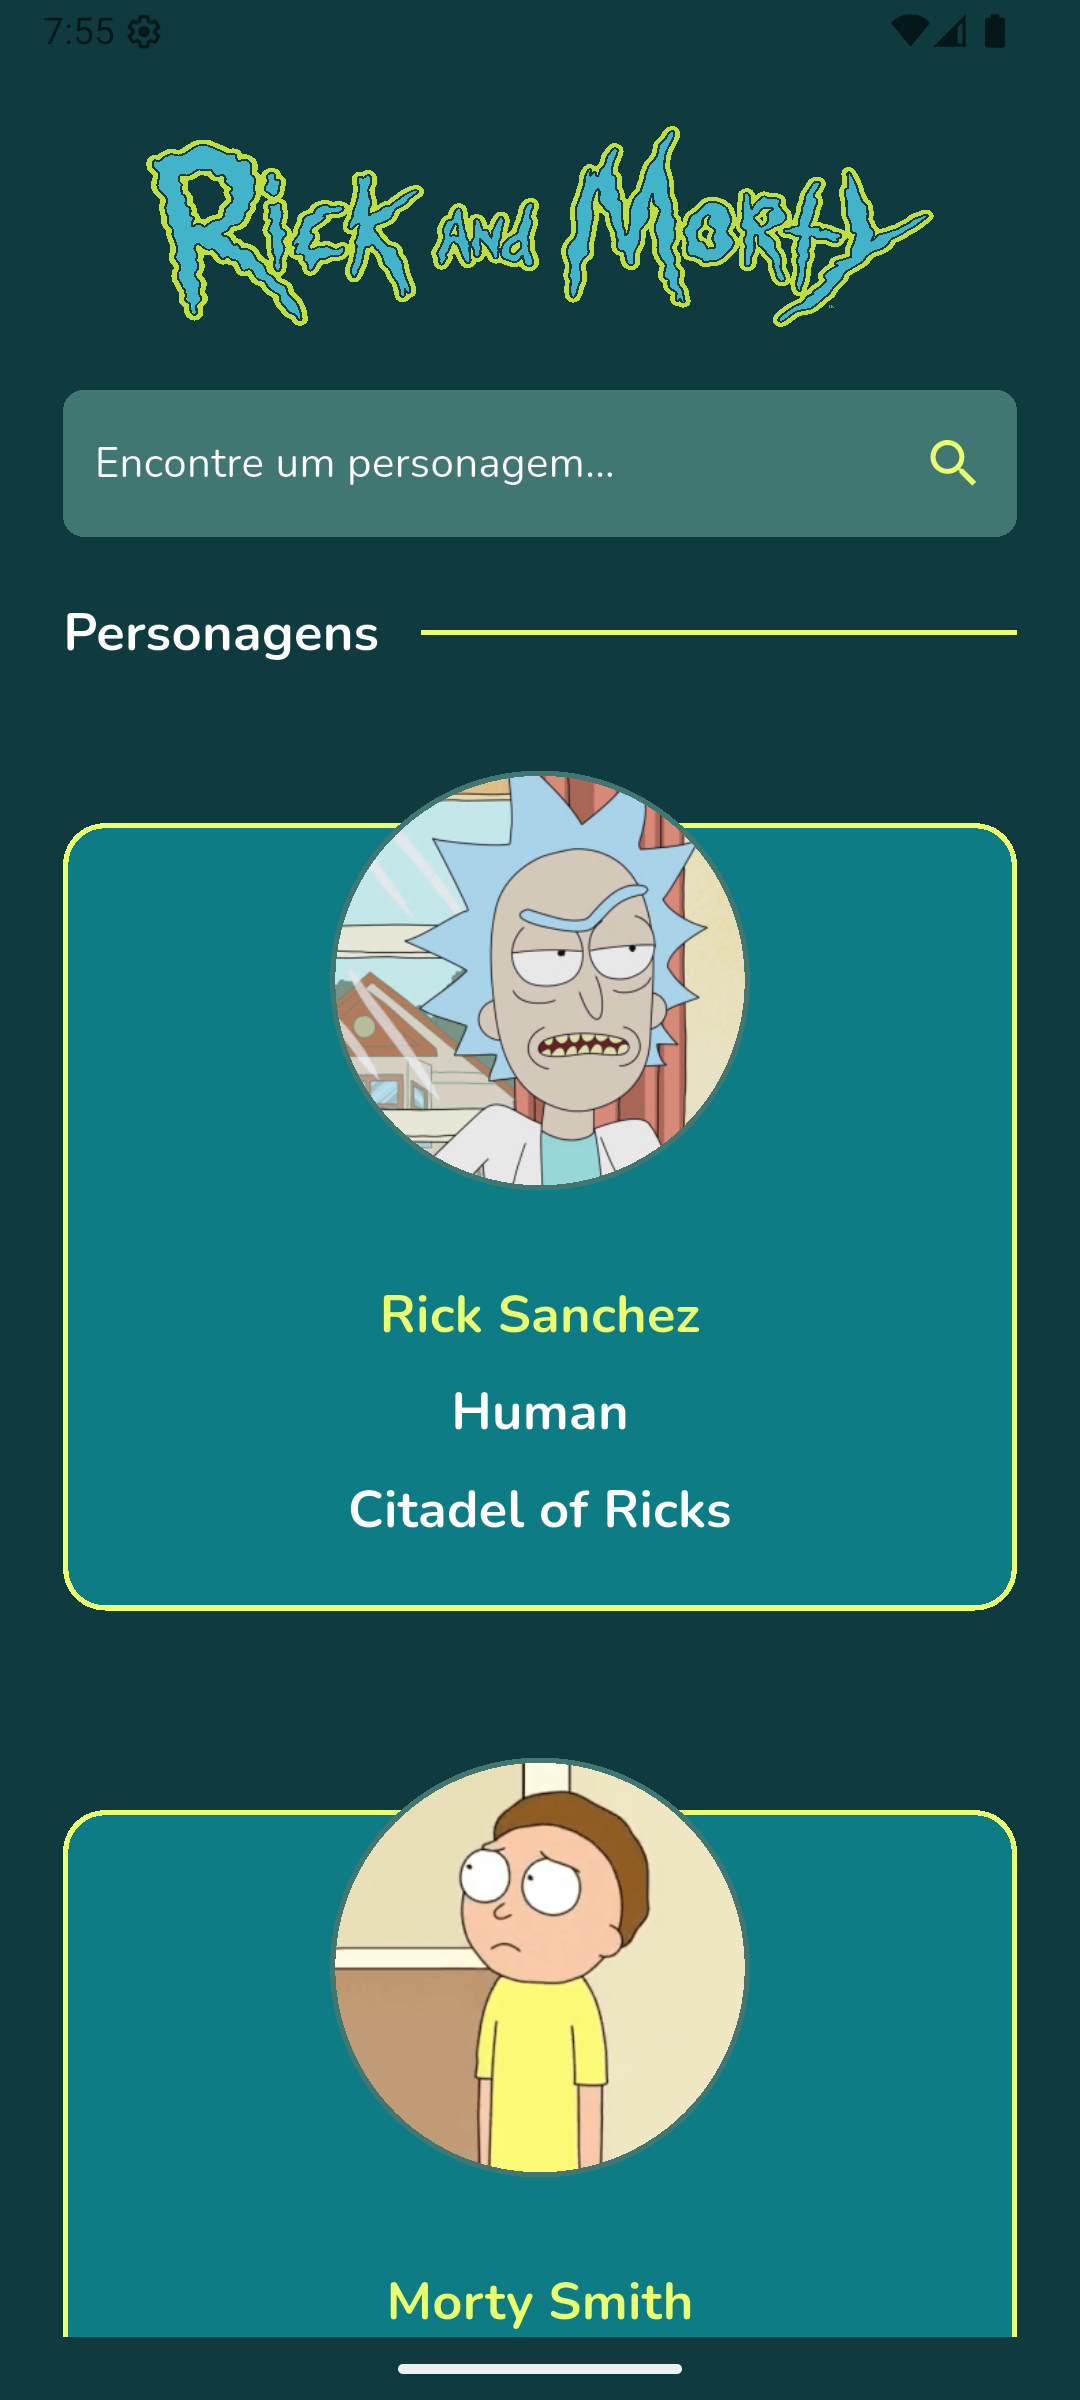 7:55
Rick and Morty
Encontre um personagem...
Personagens
Rick Sanchez
Human
Citadel of Ricks
Morty Smith